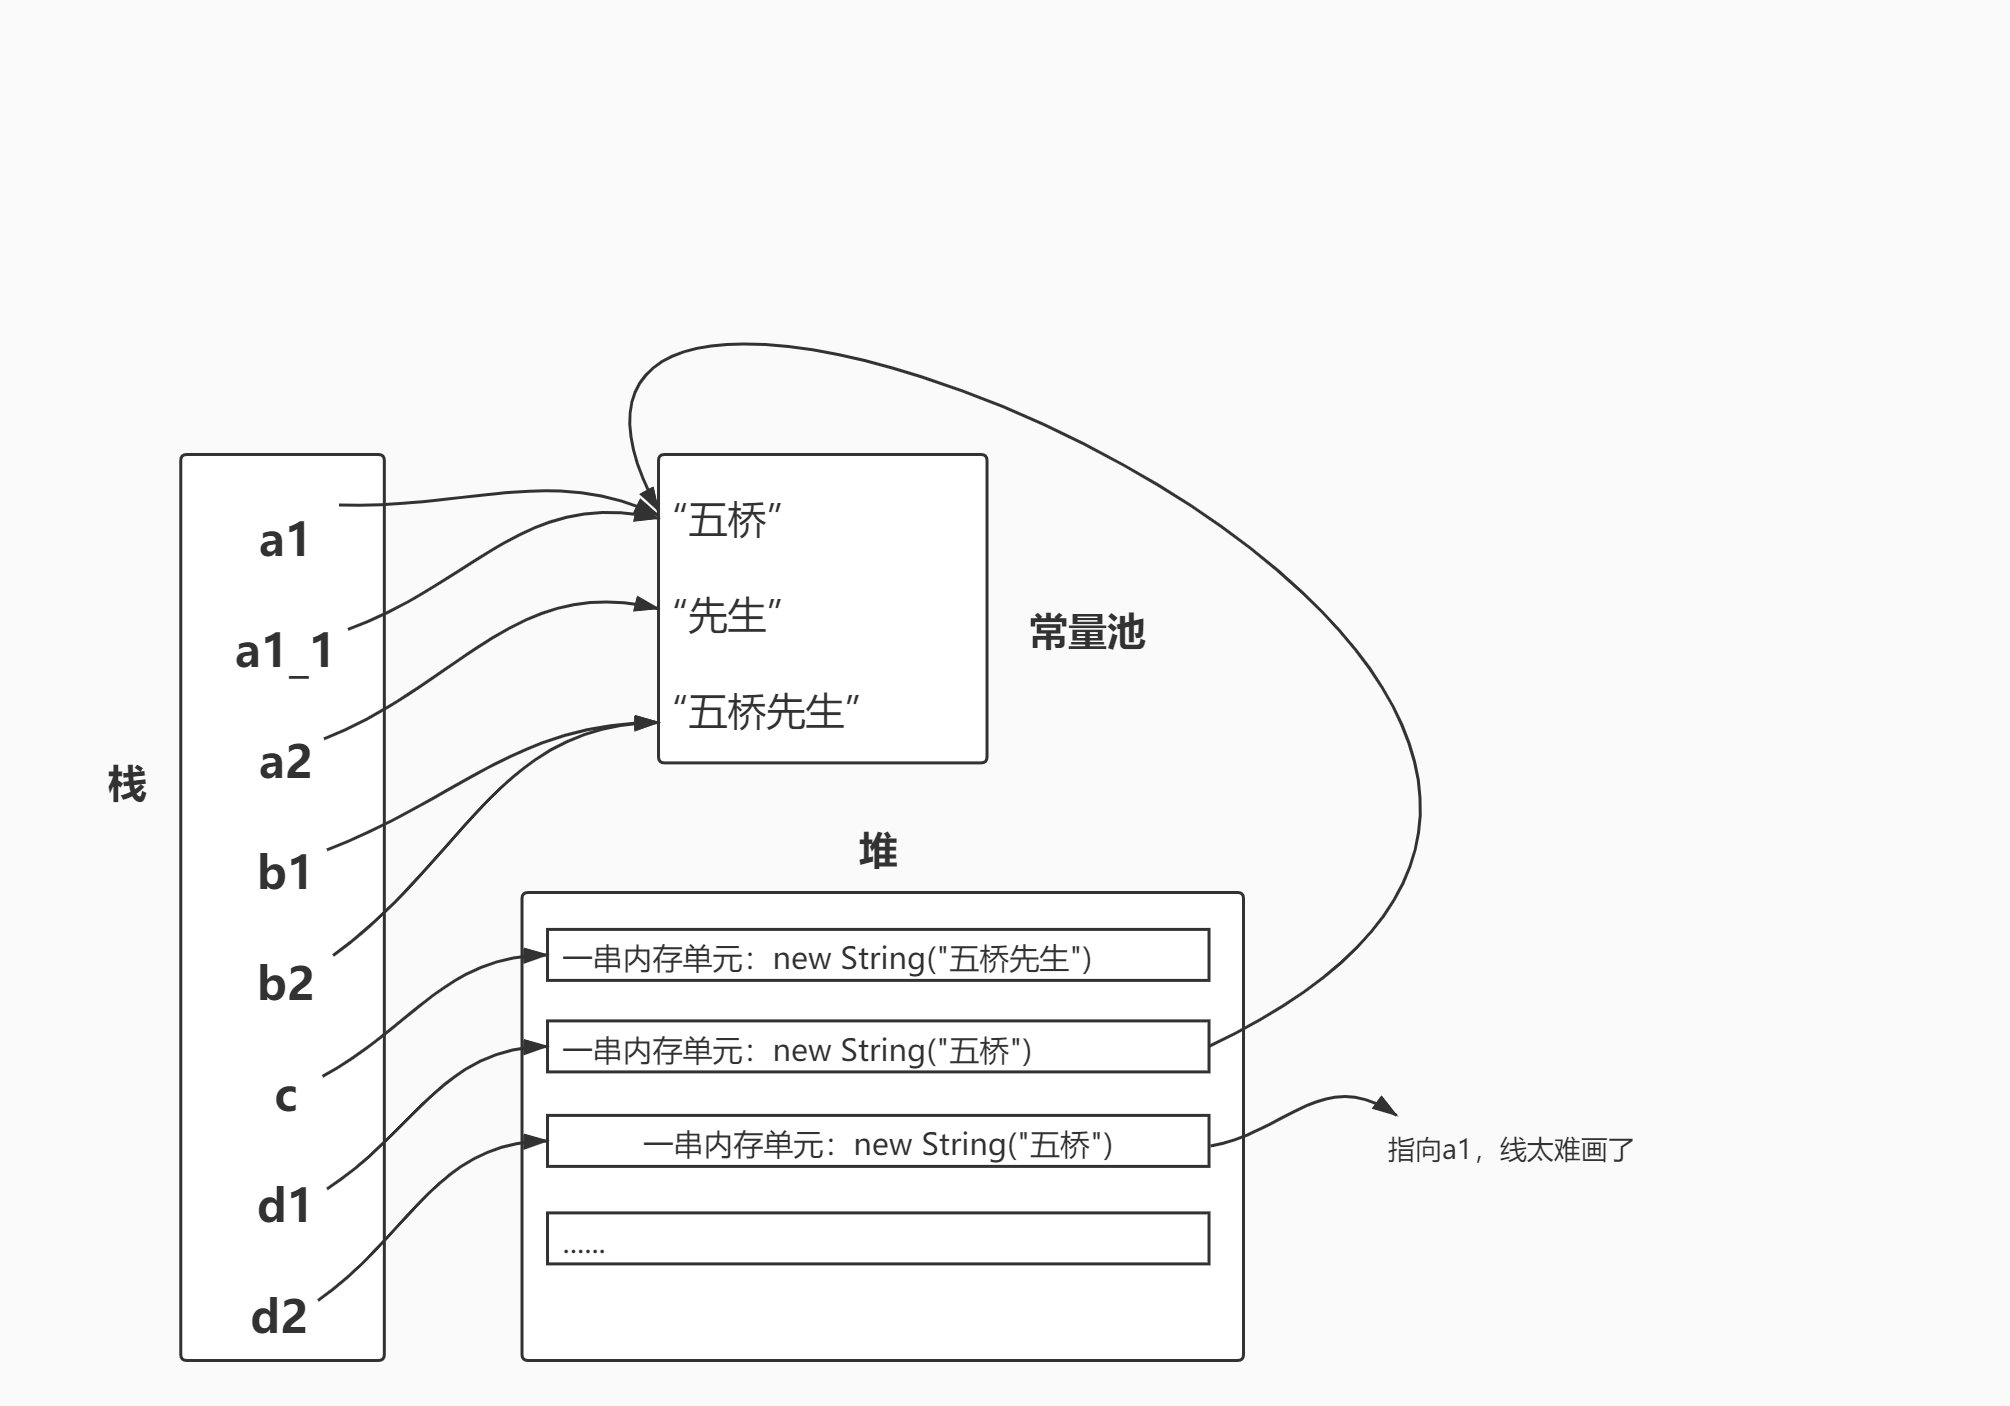 栈
a1
a1_1
a2
b1
b2
c
d1
d2
“五桥”
“先生”
“五桥先生”
常量池
堆
一串内存单元：new String("五桥先生")
一串内存单元：new String("五桥")
一串内存单元：new String("五桥")
......
指向a1，线太难画了